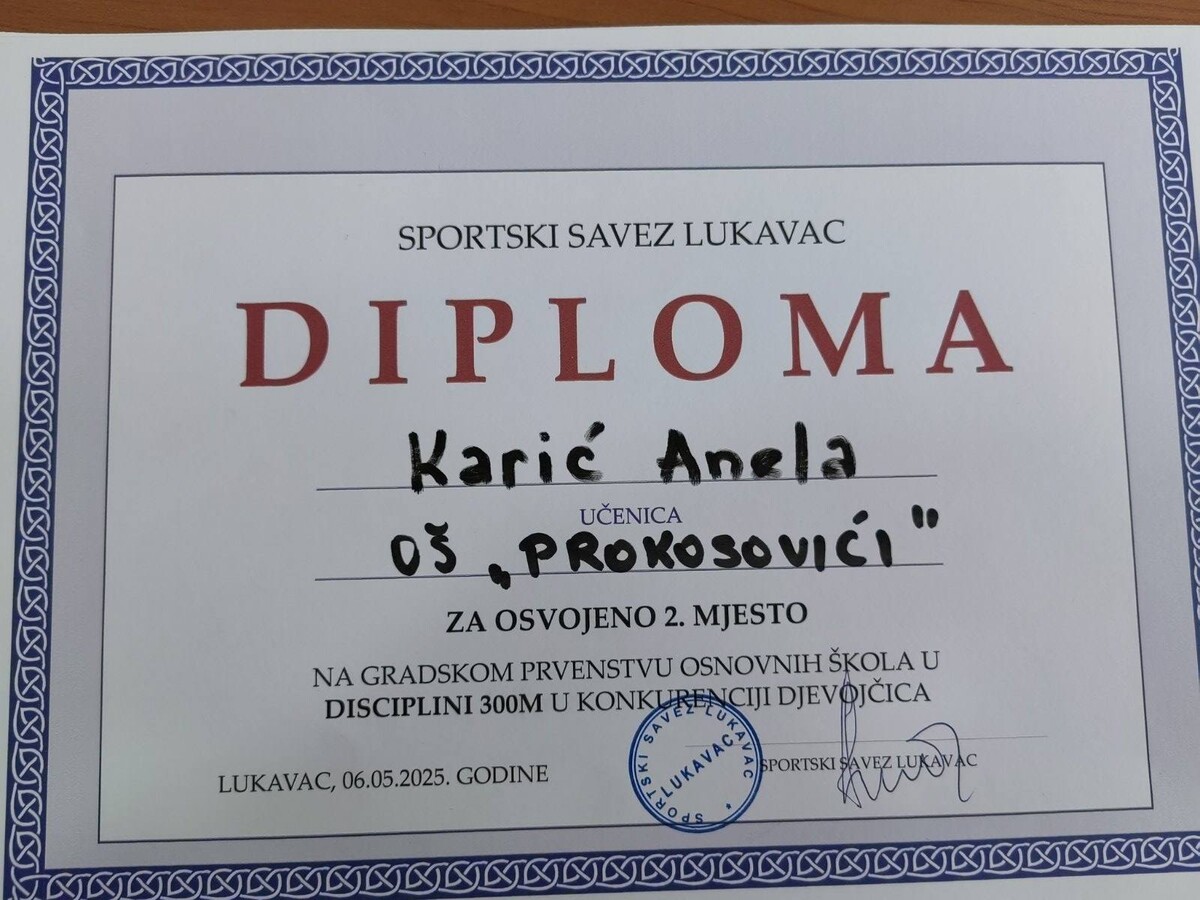 SPORTSKI SAVEZ LUKAVAC
DIPLOMA
Karić Anela
UČENICA
OŠ „PROKOSOVIĆI"
ZA OSVOJENO 2. MJESTO
NA GRADSKOM PRVENSTVU OSNOVNIH ŠKOLA U
DISCIPLINI 300M U KONKURENCIJI DJEVOJČICA
LUKAVAC, 06.05.2025. GODINE
SPORTSKI SAVEZ LUKAVAC
LUKAVAC
SPORTSKI SAVEZ LUKAVAC